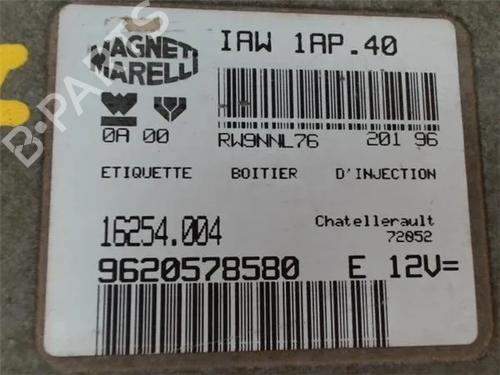 MAGNETI MARELLI
IAW 1AP.40
0A 00
RW9NNL76 201 96
ETIQUETTE BOITIER D'INJECTION
16254.004
Chatellerault
72052
9620578580 E 12V=
B-PARTS